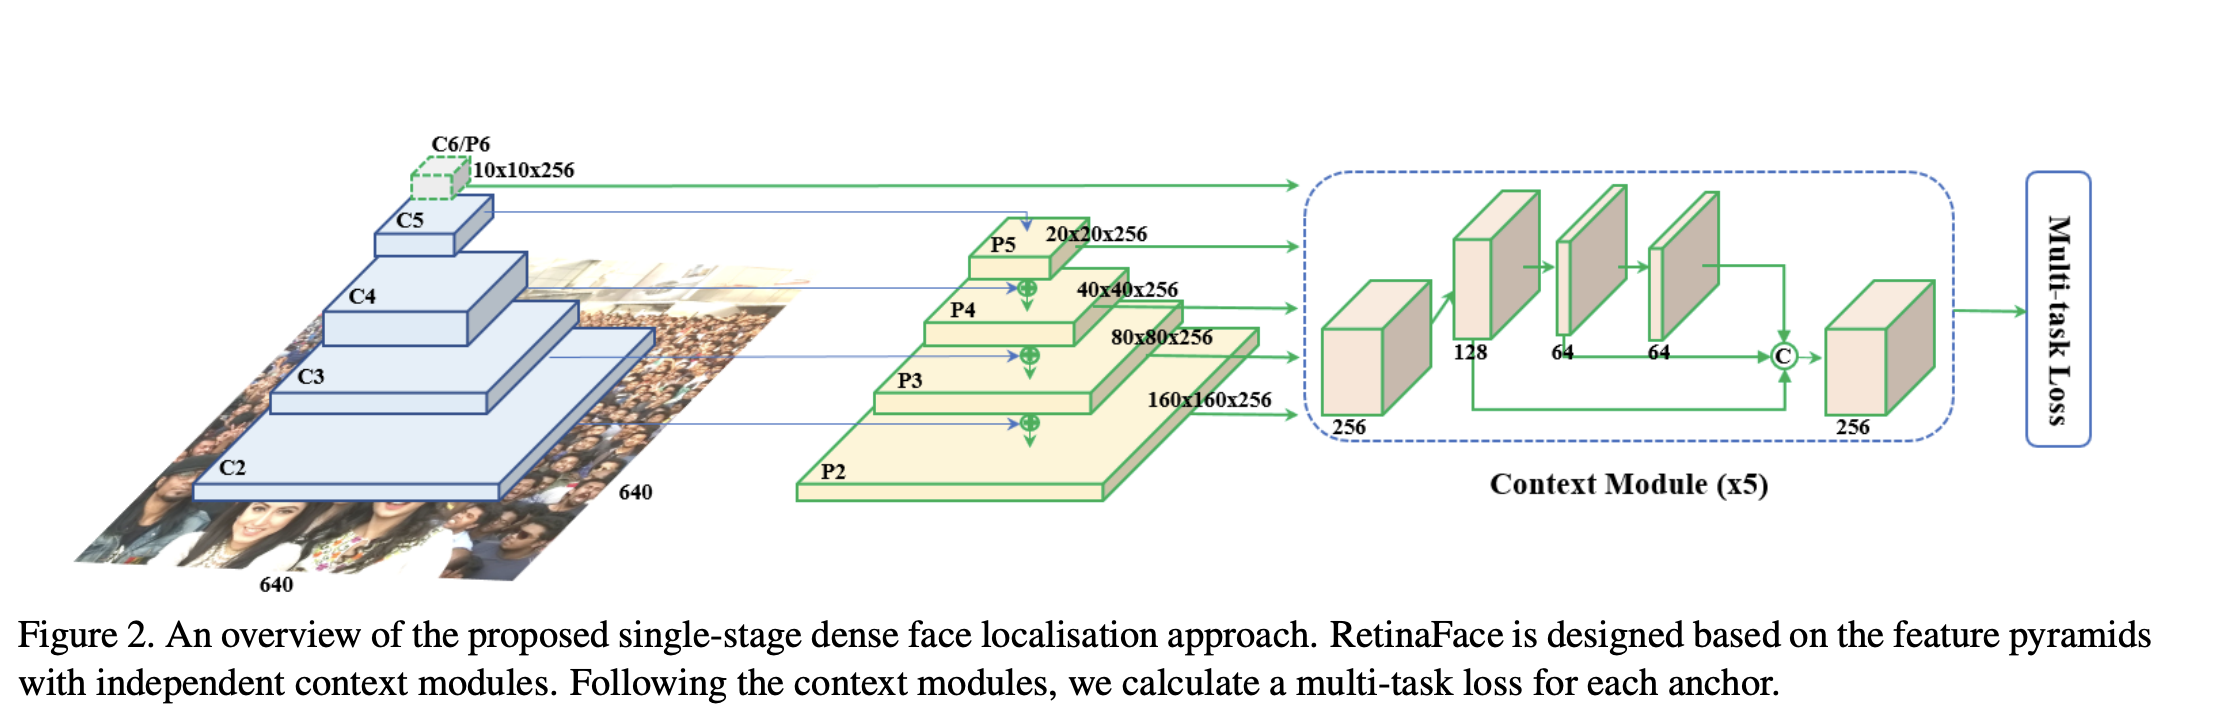 C6/P6
10x10x256
C5
C4
C3
C2
640
640
P5
20x20x256
P4
40x40x256
P3
80x80x256
P2
160x160x256
256
128
64
64
C
256
Context Module (x5)
Multi-task Loss
Figure 2. An overview of the proposed single-stage dense face localisation approach. RetinaFace is designed based on the feature pyramids
with independent context modules. Following the context modules, we calculate a multi-task loss for each anchor.